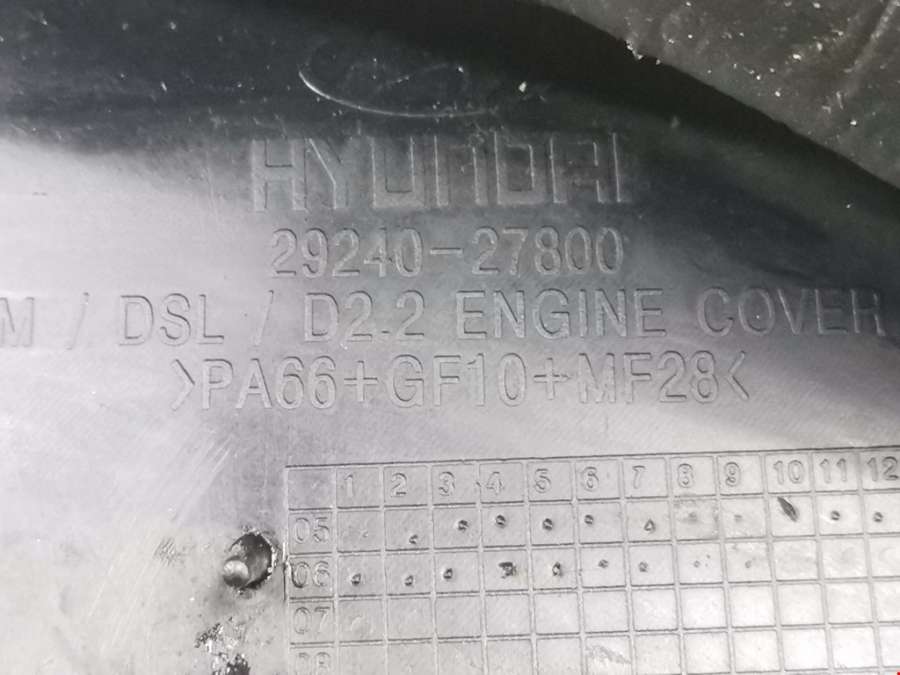 HYUNDAI
29240-27800
M / DSL / D2.2 ENGINE COVER
>PA66+GF10+MF28<
1 2 3 4 5 6 7 8 9 10 11 12
05
06
07
08